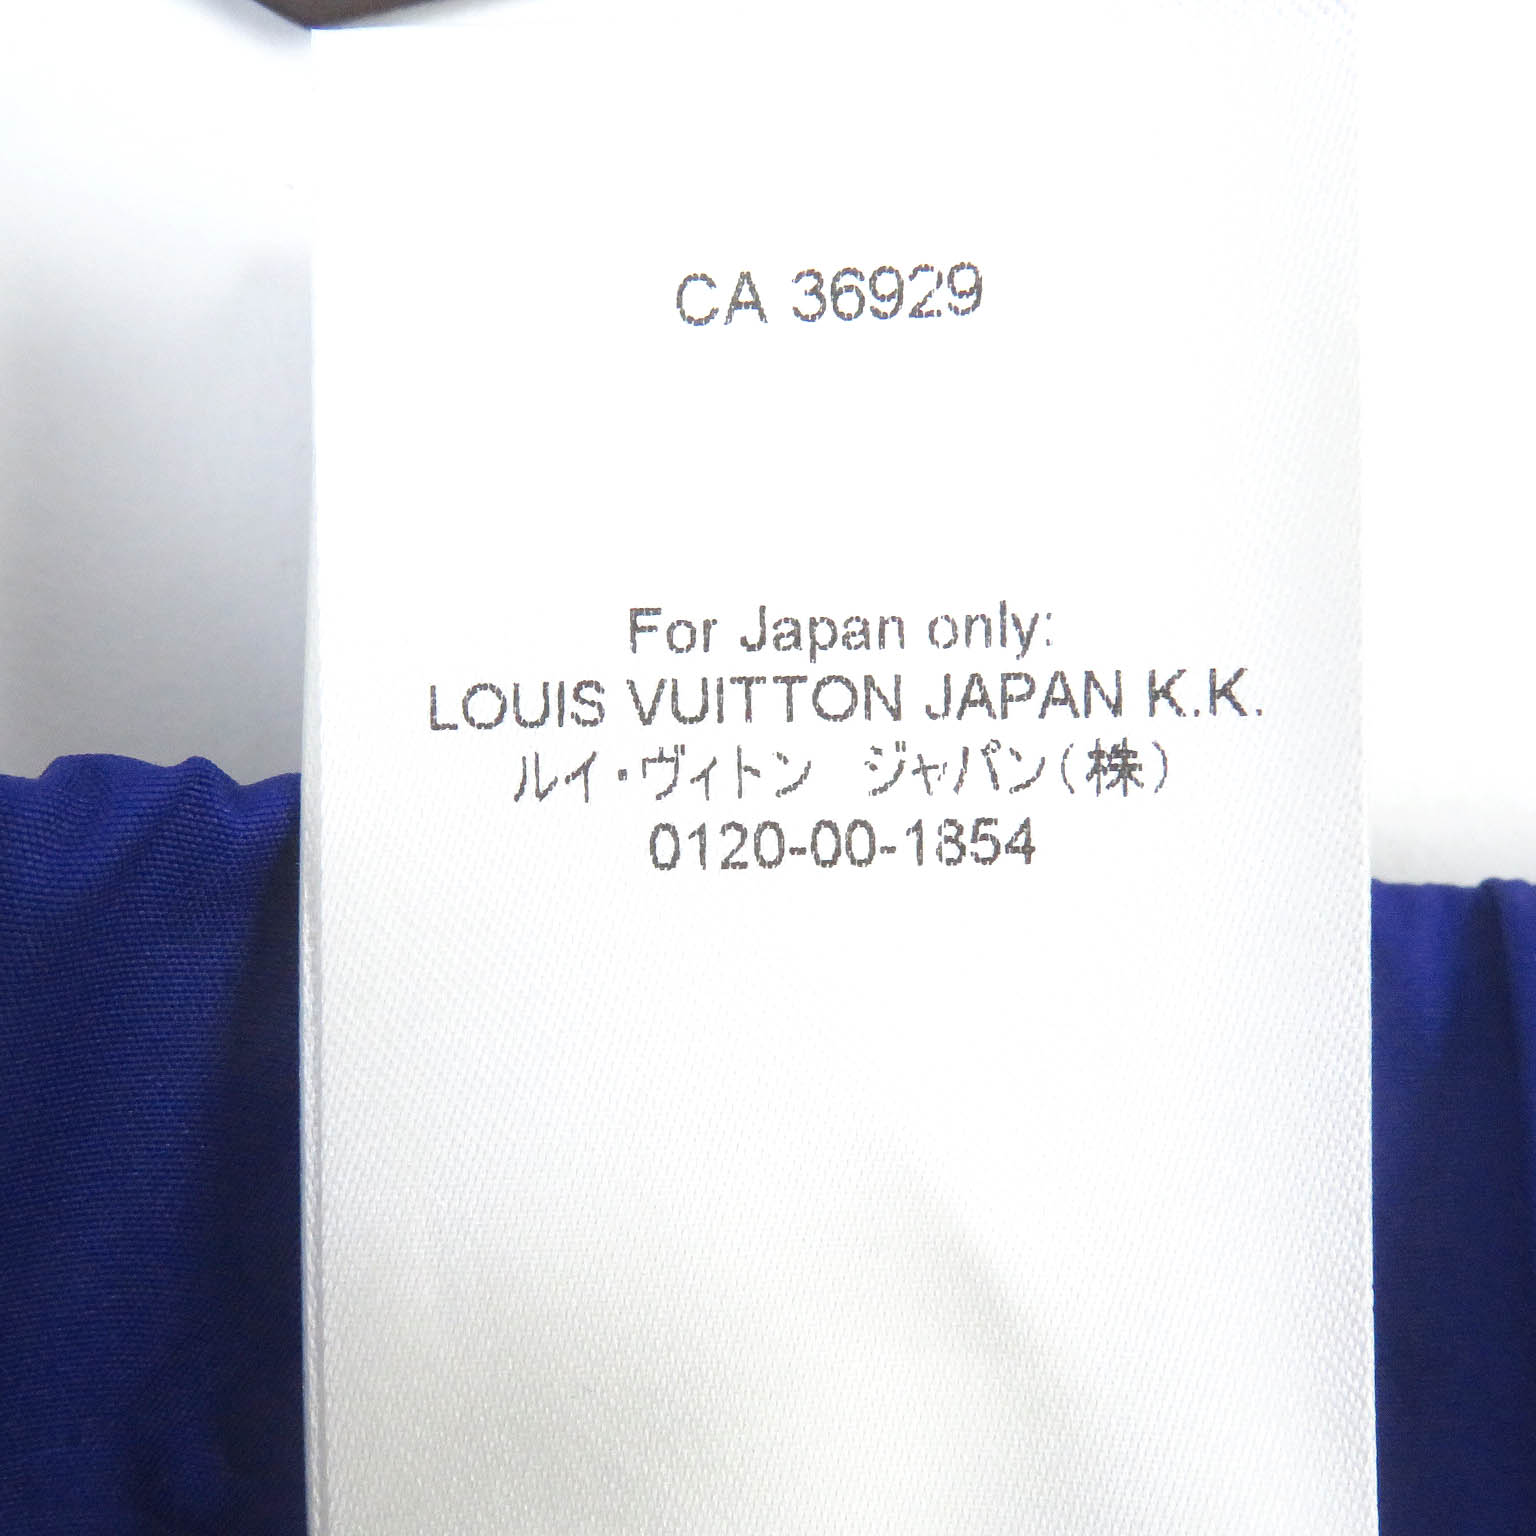 CA 36929
For Japan only:
LOUIS VUITTON JAPAN K.K.
ルイ・ヴィトン ジャパン(株)
0120-00-1854